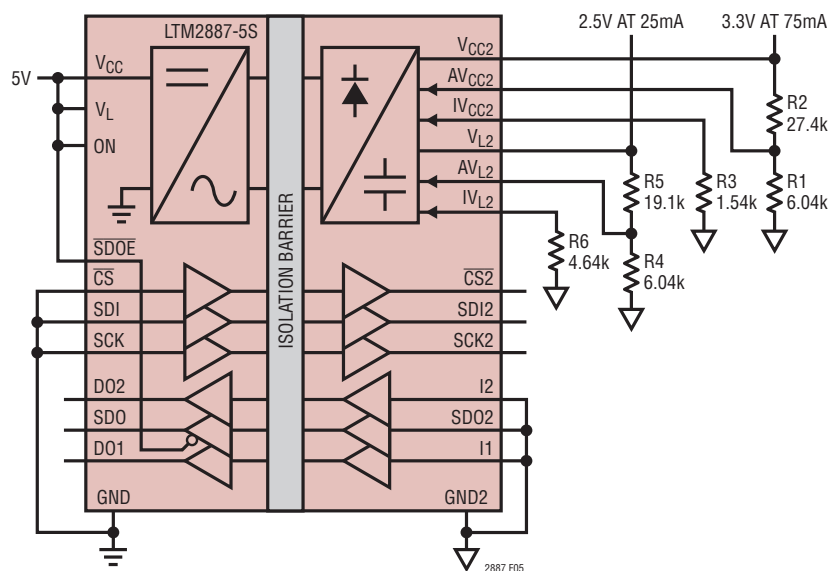 LTM2887-5S
2.5V AT 25mA
3.3V AT 75mA
5V
VCC
VL
ON
SDOE
CS
SDI
SCK
DO2
SDO
DO1
GND
ISOLATION BARRIER
VCC2
AVCC2
IVCC2
VL2
AVL2
IVL2
CS2
SDI2
SCK2
I2
SDO2
I1
GND2
R2
27.4k
R5
19.1k
R3
1.54k
R1
6.04k
R6
4.64k
R4
6.04k
2887 F05